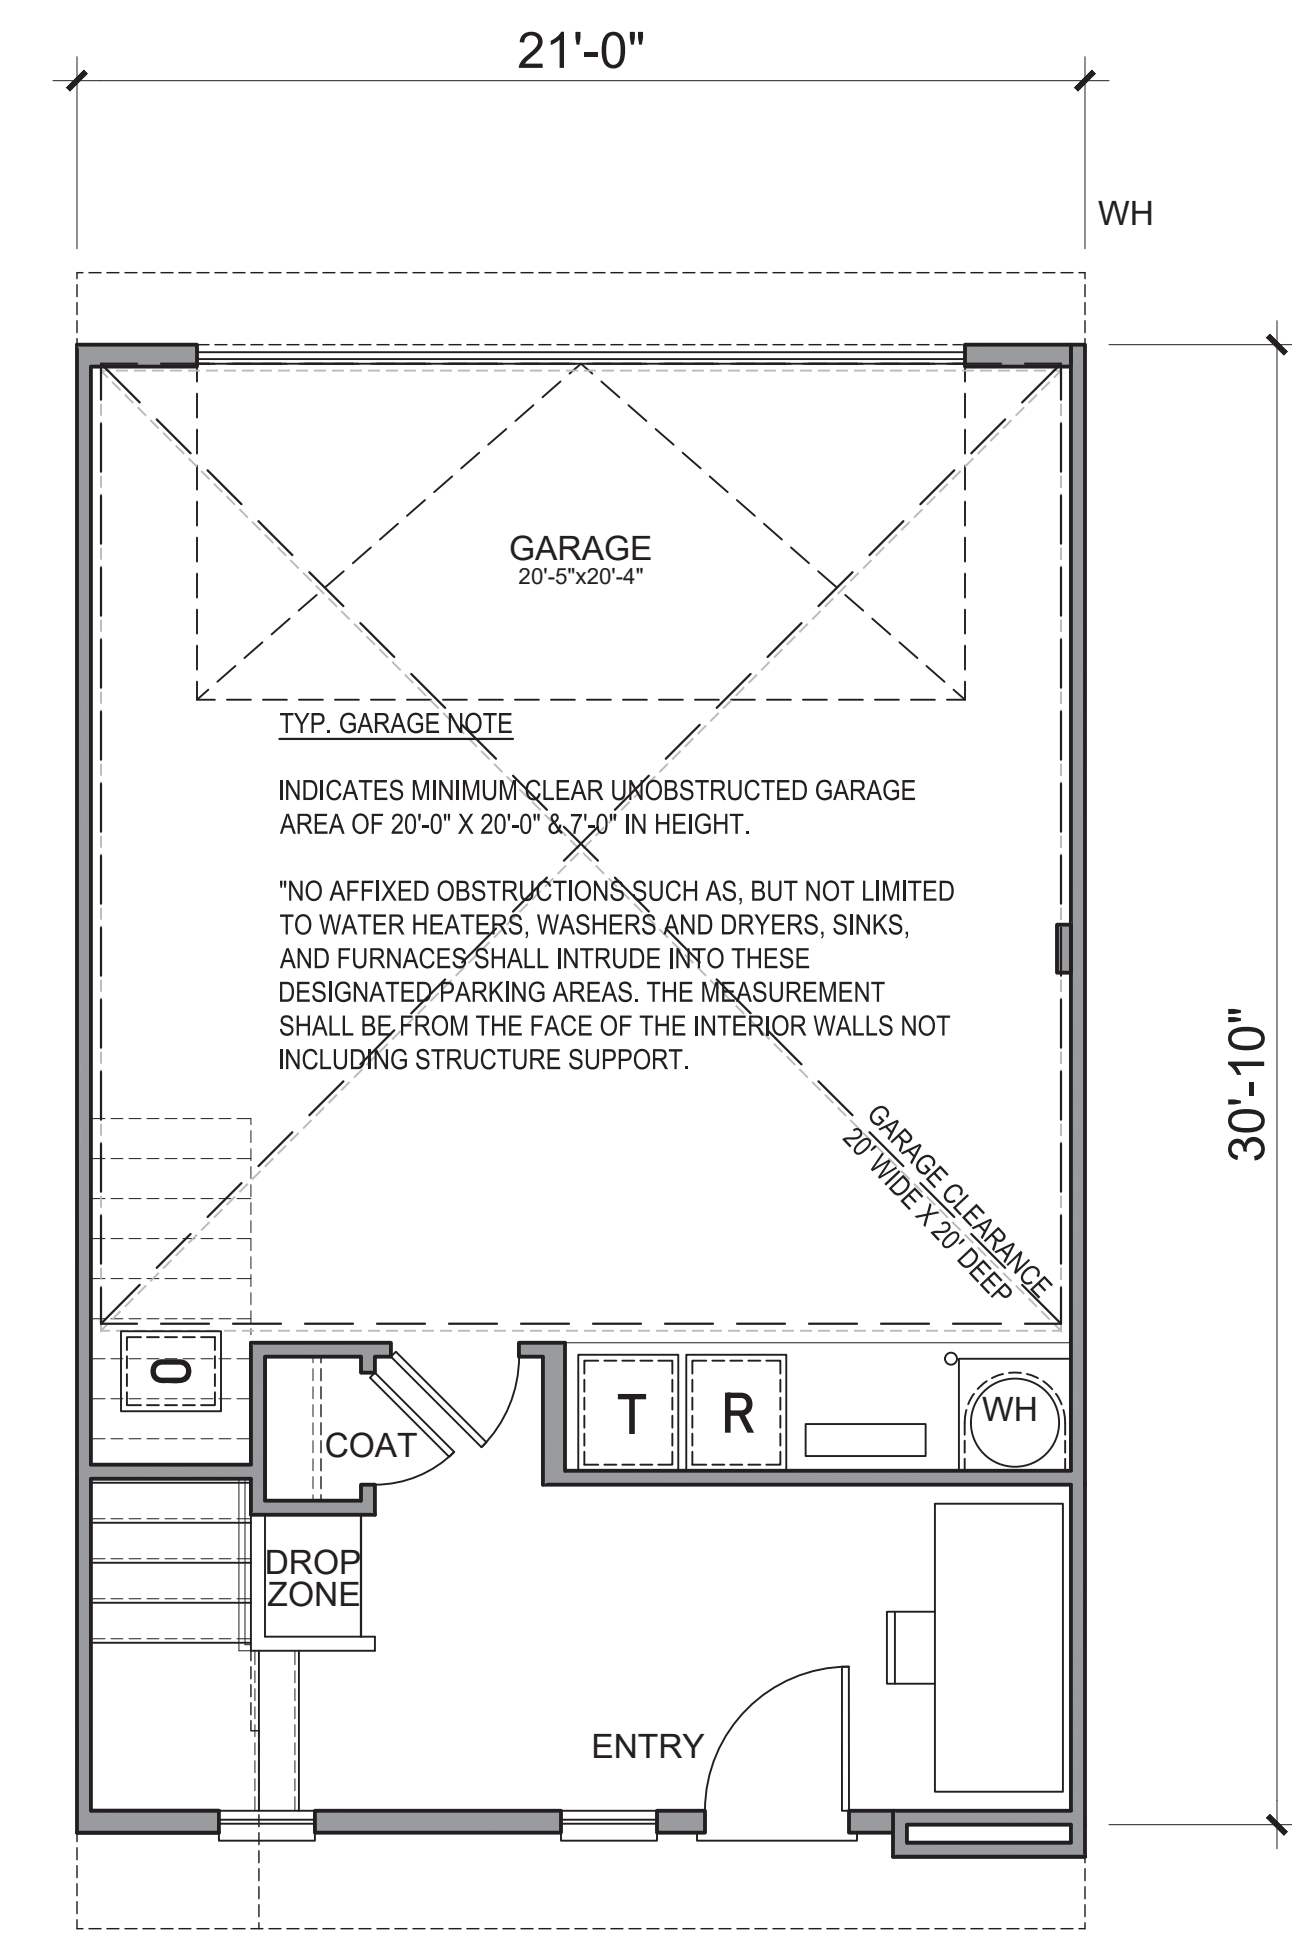 21'-0"
WH
GARAGE
20'-5"x20'-4"
TYP. GARAGE NOTE
INDICATES MINIMUM CLEAR UNOBSTRUCTED GARAGE
AREA OF 20'-0" X 20'-0" & 7'-0" IN HEIGHT.
"NO AFFIXED OBSTRUCTIONS SUCH AS, BUT NOT LIMITED
TO WATER HEATERS, WASHERS AND DRYERS, SINKS,
AND FURNACES SHALL INTRUDE INTO THESE
DESIGNATED PARKING AREAS. THE MEASUREMENT
SHALL BE FROM THE FACE OF THE INTERIOR WALLS NOT
INCLUDING STRUCTURE SUPPORT.
30'-10"
GARAGE CLEARANCE
20' WIDE X 20' DEEP
O
T
R
WH
COAT
DROP
ZONE
ENTRY